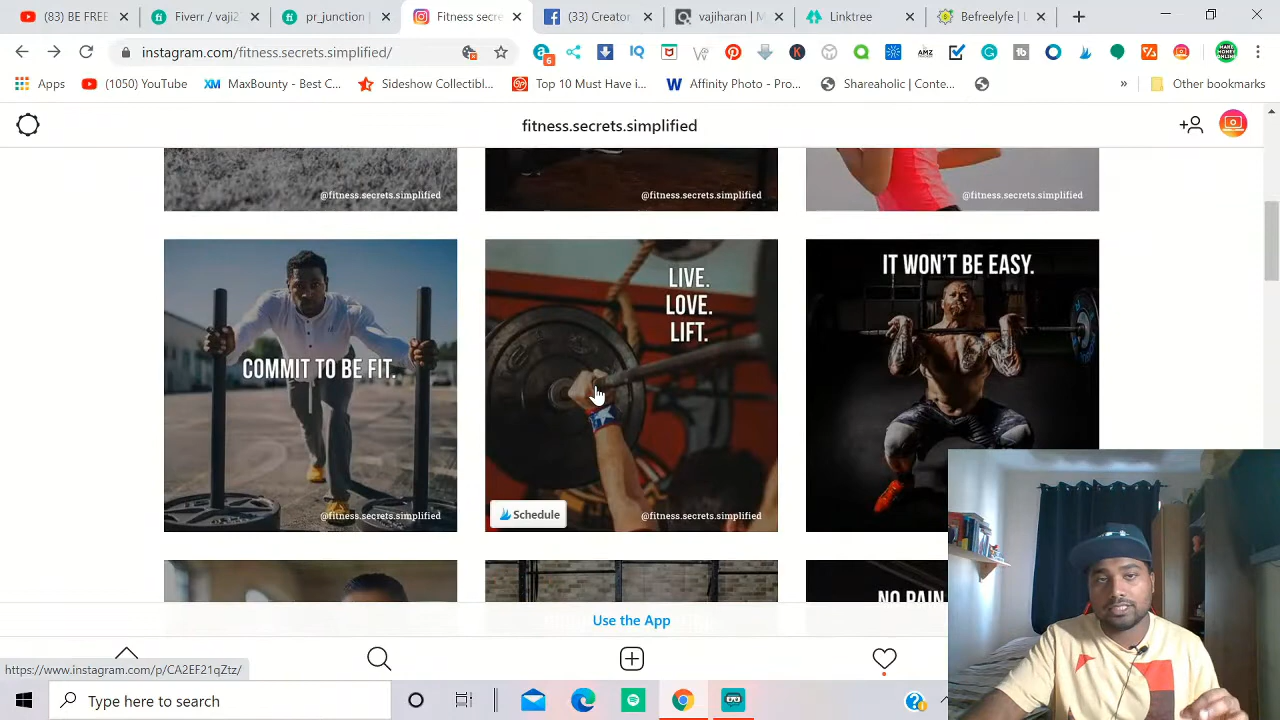 (83) BE FRE
Fiverr / vaji2
pr_junction
Fitness secre
(33) creator
vajiharan | M
Linktree
Befreelyfe | L
instagram.com/fitness.secrets.simplified/
6
IQ
AMZ
Apps
(1050) YouTube
MaxBounty - Best C...
Sideshow Collectibl...
Top 10 Must Have i...
Affinity Photo - Pro...
Shareaholic | Conte...
»
Other bookmarks
fitness.secrets.simplified
@fitness.secrets.simplified
@fitness.secrets.simplified
@fitness.secrets.simplified
COMMIT TO BE FIT.
@fitness.secrets.simplified
LIVE.
LOVE.
LIFT.
Schedule
@fitness.secrets.simplified
IT WON'T BE EASY.
NO PAIN
Use the App
https://www.instagram.com/p/CA2EF21qZtz/
Type here to search